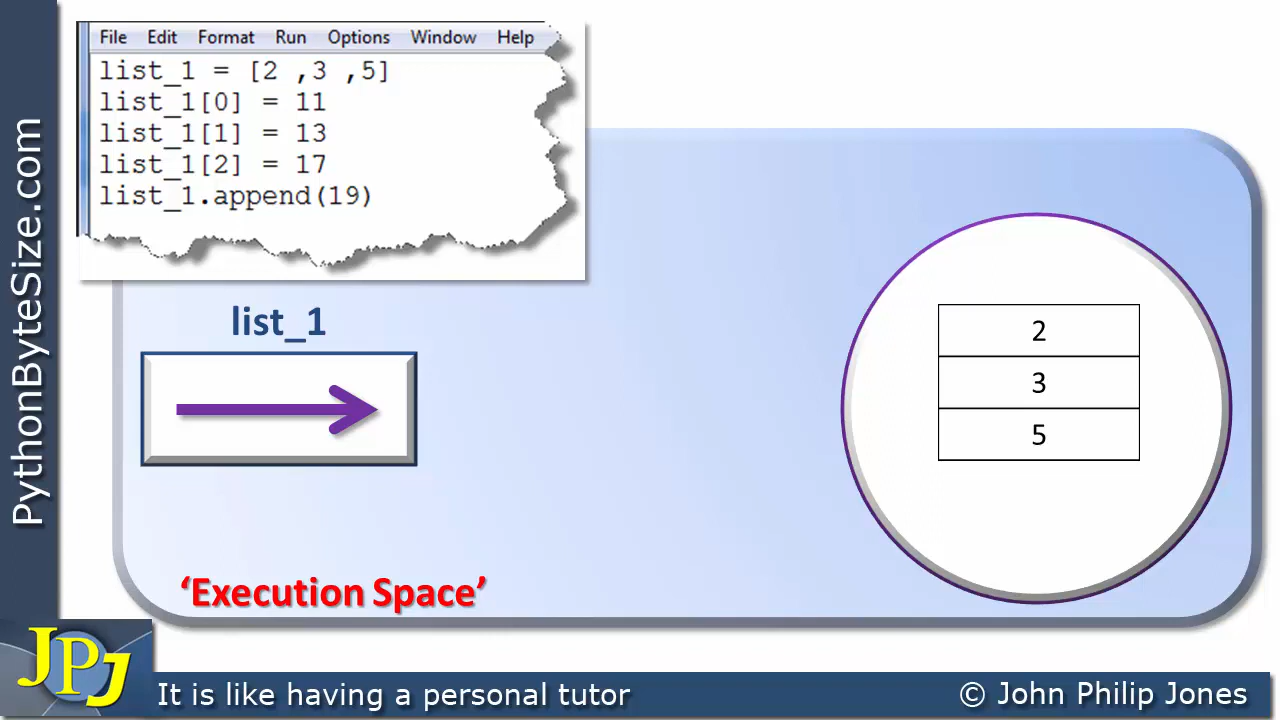 File Edit Format Run Options Window Help
list_1 = [2 ,3 ,5]
list_1[0] = 11
list_1[1] = 13
list_1[2] = 17
list_1.append(19)
list_1
2
3
5
‘Execution Space’
PythonByteSize.com
JPJ
It is like having a personal tutor
© John Philip Jones